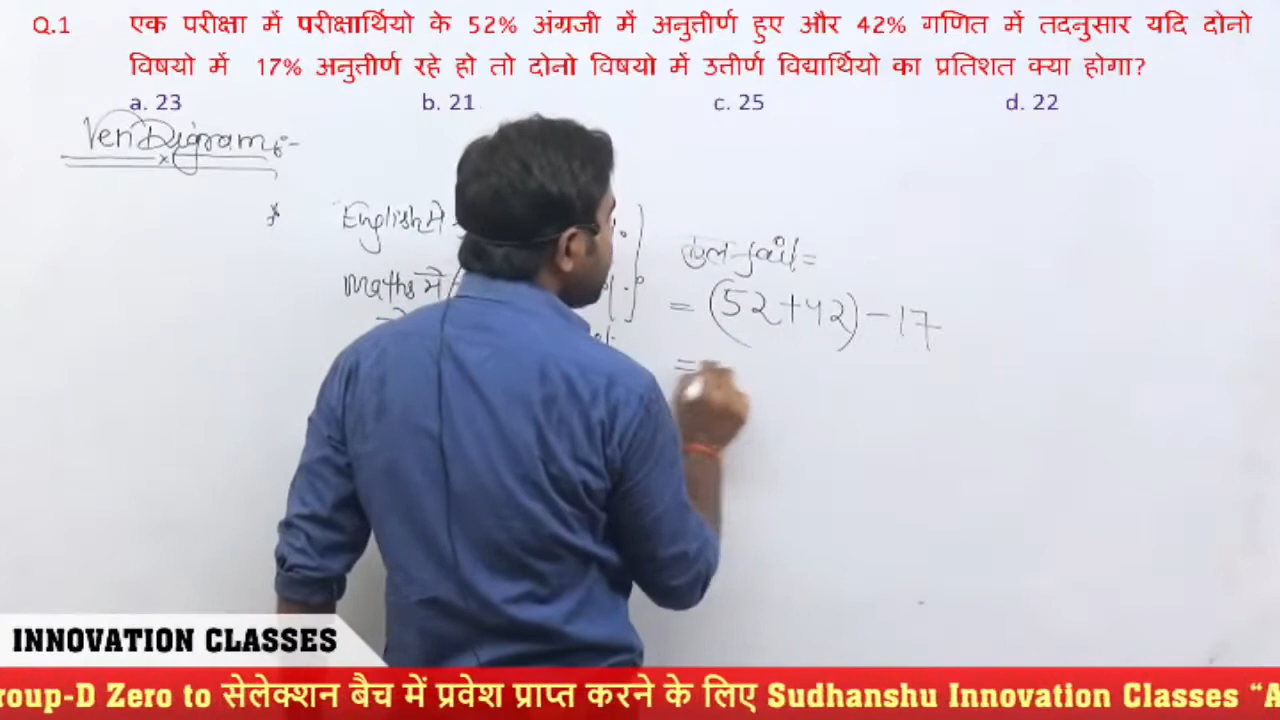 Q.1 एक परीक्षा में परीक्षार्थियो के 52% अंग्रजी में अनुत्तीर्ण हुए और 42% गणित में तदनुसार यदि दोनो
विषयो में 17% अनुत्तीर्ण रहे हो तो दोनो विषयो में उत्तीर्ण विद्यार्थियो का प्रतिशत क्या होगा?
a. 23 b. 21 c. 25 d. 22
Ven Digram:-
* English मे
Maths मे
कुल fail =
= (52+42)-17
=
INNOVATION CLASSES
roup-D Zero to सेलेक्शन बैच में प्रवेश प्राप्त करने के लिए Sudhanshu Innovation Classes “A